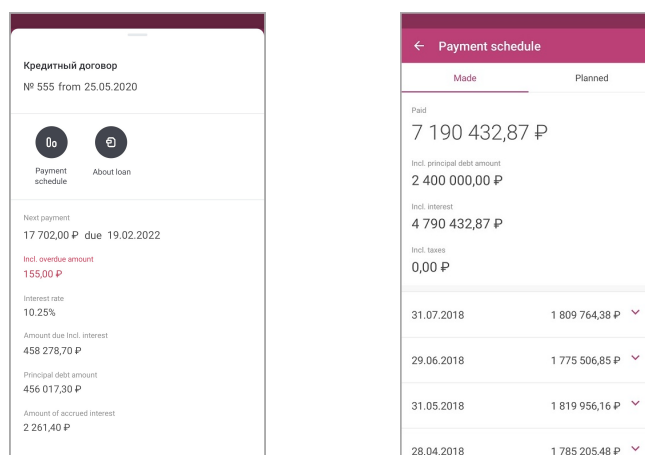 Кредитный договор
№ 555 from 25.05.2020
Payment schedule
About loan
Next payment
17 702,00 ₽ due 19.02.2022
Incl. overdue amount
155,00 ₽
Interest rate
10.25%
Amount due Incl. interest
458 278,70 ₽
Principal debt amount
456 017,30 ₽
Amount of accrued interest
2 261,40 ₽
Payment schedule
Made Planned
Paid
7 190 432,87 ₽
Incl. principal debt amount
2 400 000,00 ₽
Incl. interest
4 790 432,87 ₽
Incl. taxes
0,00 ₽
31.07.2018 1 809 764,38 ₽
29.06.2018 1 775 506,85 ₽
31.05.2018 1 819 956,16 ₽
28.04.2018 1 785 205,48 ₽